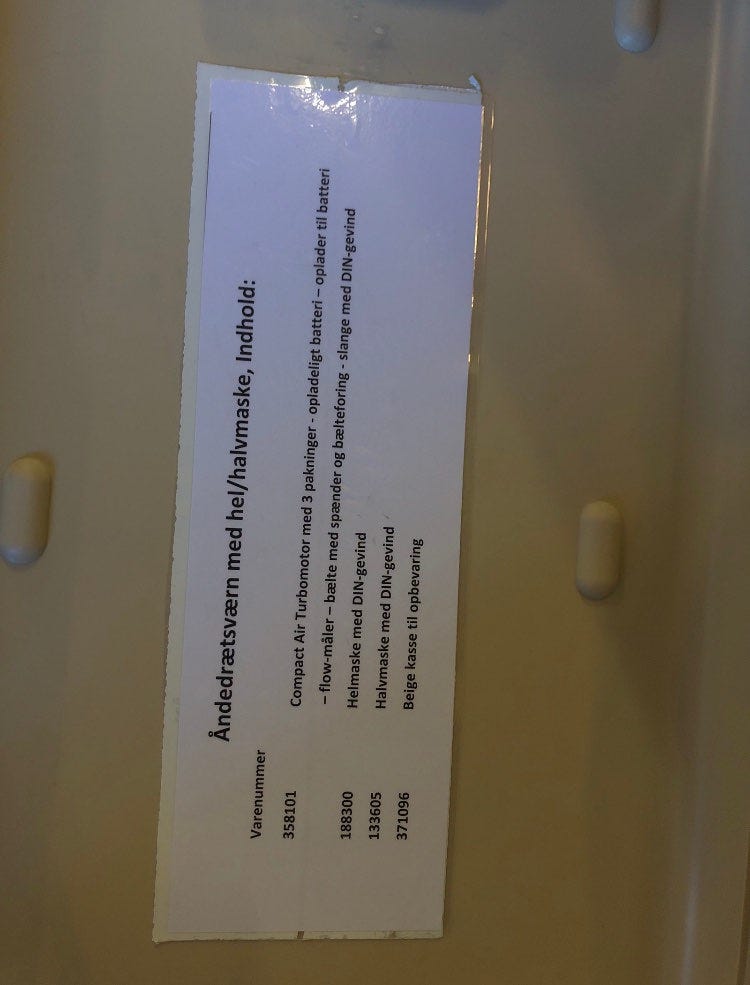 Åndedrætsværn med hel/halvmaske, Indhold:
Varenummer
358101 Compact Air Turbomotor med 3 pakninger - opladeligt batteri – oplader til batteri
– flow-måler – bælte med spænder og bælteforing - slange med DIN-gevind
188300 Helmaske med DIN-gevind
133605 Halvmaske med DIN-gevind
371096 Beige kasse til opbevaring